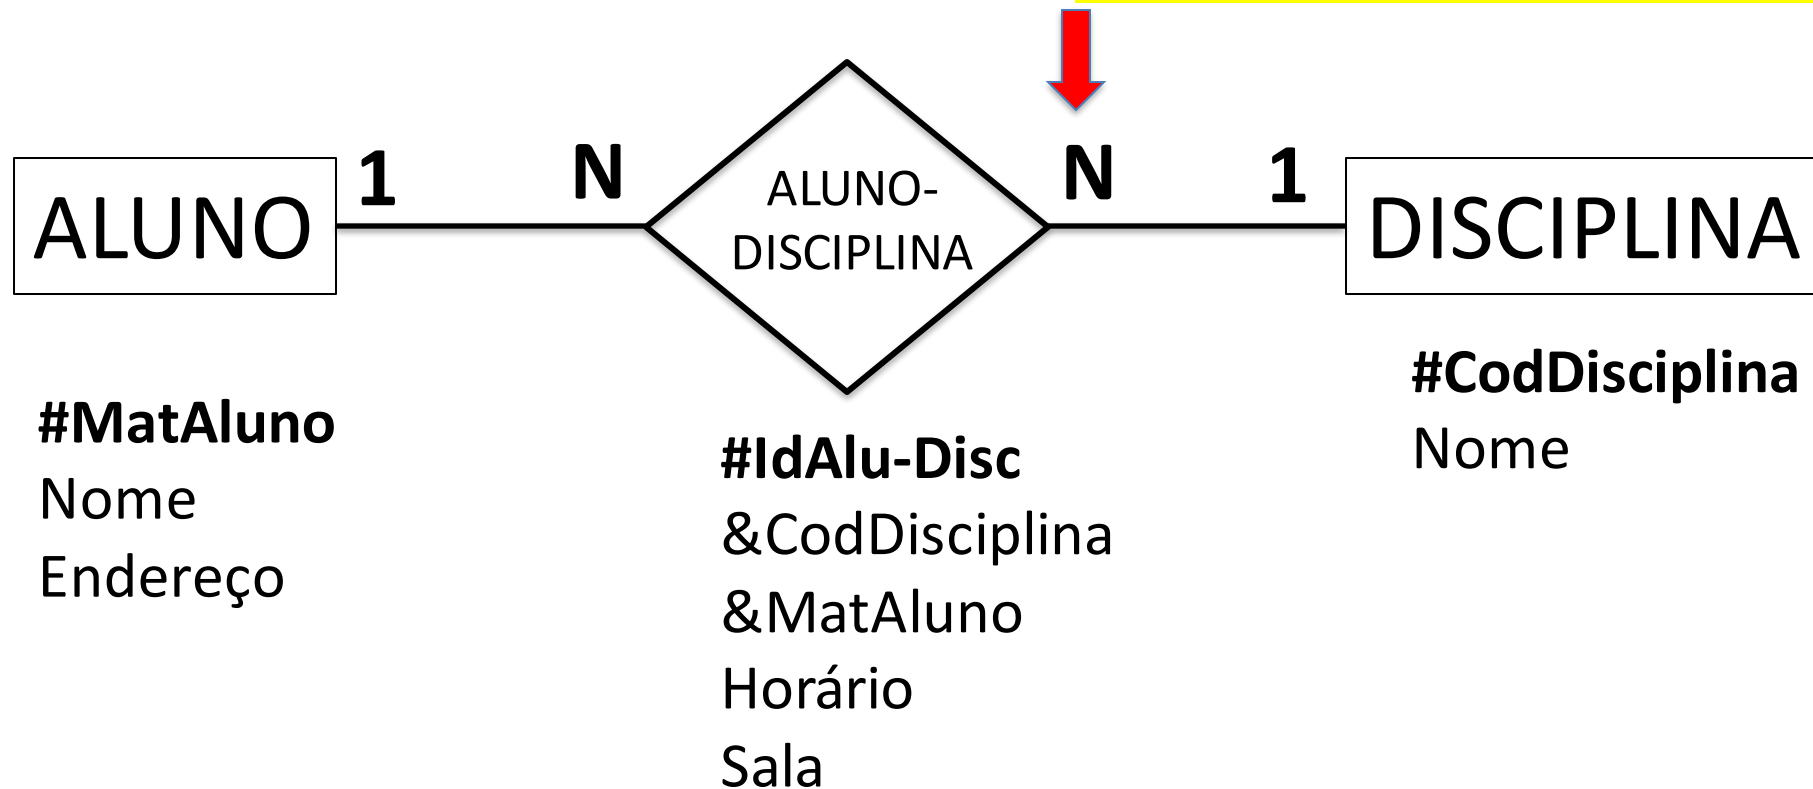 1 N N 1
ALUNO
ALUNO-
DISCIPLINA
DISCIPLINA
#MatAluno
Nome
Endereço
#IdAlu-Disc
&CodDisciplina
&MatAluno
Horário
Sala
#CodDisciplina
Nome